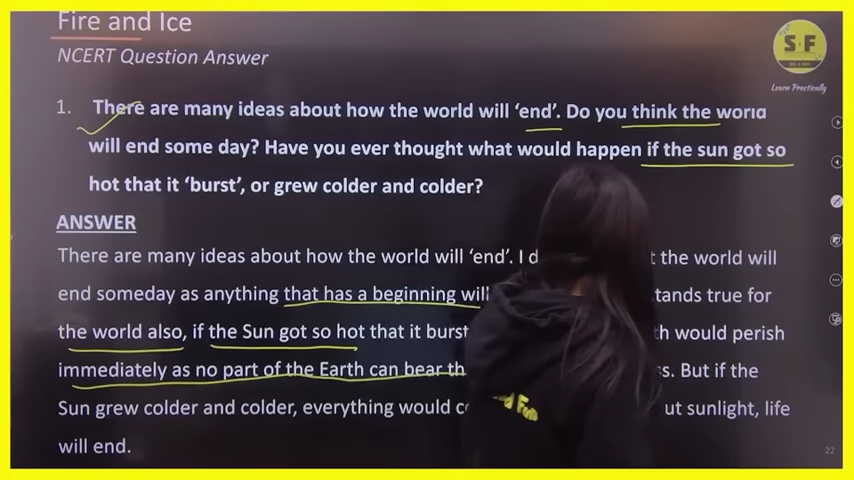 Fire and Ice
NCERT Question Answer
S F
Learn Practically
1. There are many ideas about how the world will 'end'. Do you think the world
will end some day? Have you ever thought what would happen if the sun got so
hot that it 'burst', or grew colder and colder?
ANSWER
There are many ideas about how the world will 'end'. I d t the world will
end someday as anything that has a beginning will tands true for
the world also, if the Sun got so hot that it burst th would perish
immediately as no part of the Earth can bear th ss. But if the
Sun grew colder and colder, everything would c ut sunlight, life
will end.
22